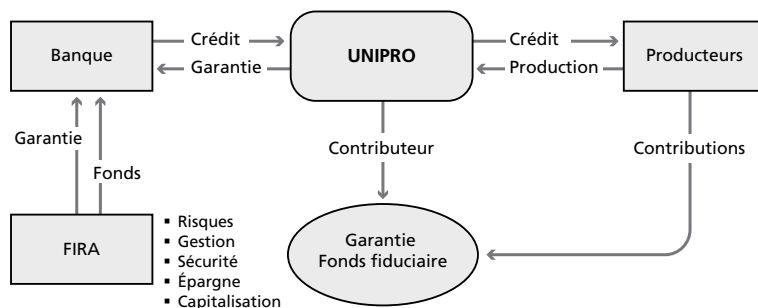 Banque
Crédit
Garantie
UNIPRO
Crédit
Production
Producteurs
Garantie
Fonds
Contributeur
Contributions
FIRA
▪ Risques
▪ Gestion
▪ Sécurité
▪ Épargne
▪ Capitalisation
Garantie
Fonds fiduciaire